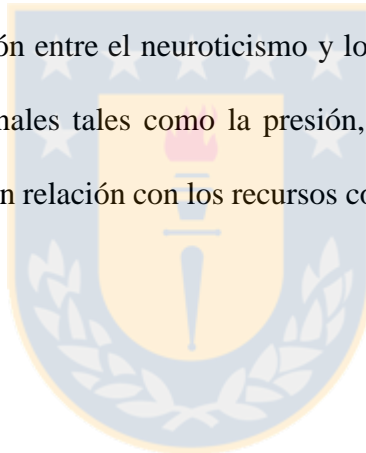 ón entre el neuroticismo y lo
nales tales como la presión,
n relación con los recursos co